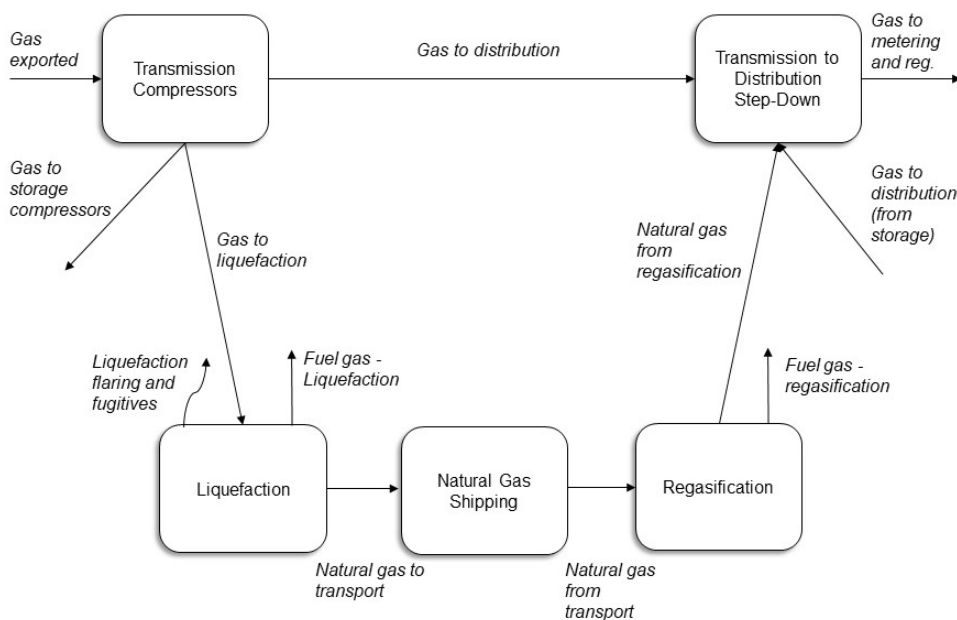 Gas
exported
Transmission
Compressors
Gas to distribution
Transmission to
Distribution
Step-Down
Gas to
metering
and reg.
Gas to
storage
compressors
Gas to
liquefaction
Natural gas
from
regasification
Gas to
distribution
(from
storage)
Liquefaction
flaring and
fugitives
Fuel gas -
Liquefaction
Fuel gas -
regasification
Liquefaction
Natural Gas
Shipping
Regasification
Natural gas to
transport
Natural gas
from
transport